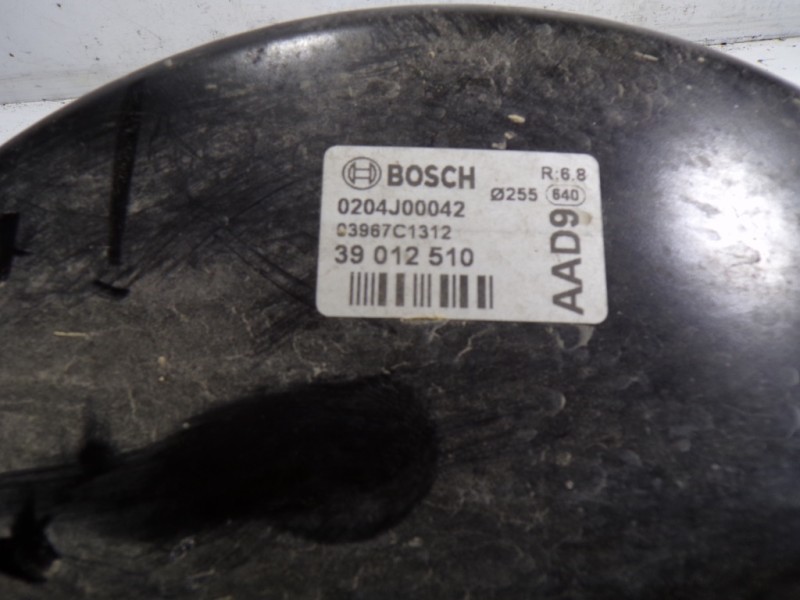 BOSCH R:6.8
0204J00042 Ø255 640
03967C1312
39 012 510
AAD9